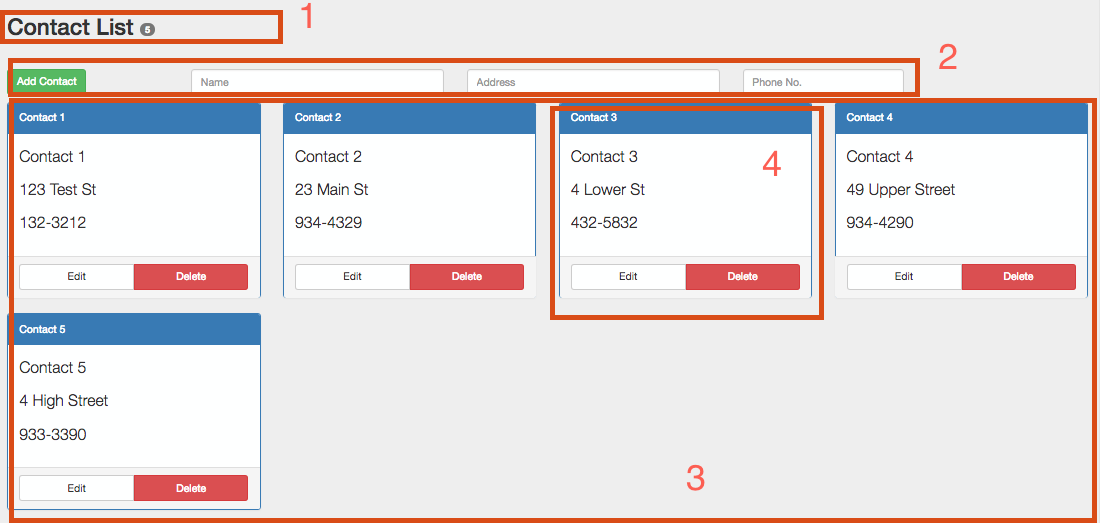 Contact List 5
1
2
Add Contact Name Address Phone No.
Contact 1 Contact 2 Contact 3 Contact 4
Contact 1 Contact 2 Contact 3 Contact 4
4
123 Test St 23 Main St 4 Lower St 49 Upper Street
132-3212 934-4329 432-5832 934-4290
Edit Delete Edit Delete Edit Delete Edit Delete
Contact 5
Contact 5
4 High Street
933-3390
3
Edit Delete